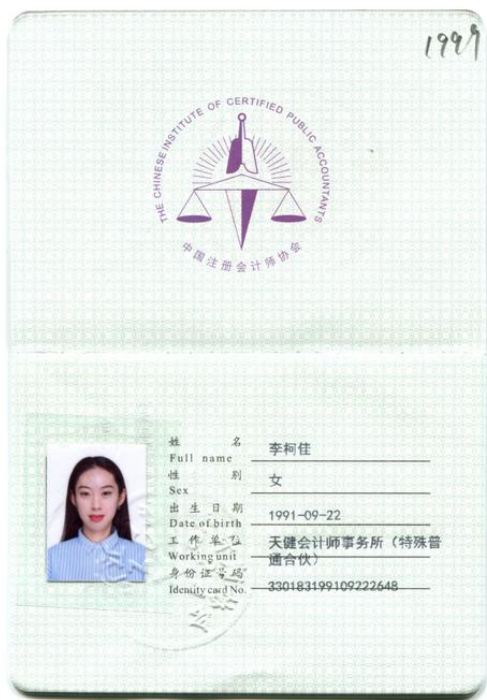 1999
THE CHINESE INSTITUTE OF CERTIFIED PUBLIC ACCOUNTANTS
中国注册会计师协会
姓 名 李柯佳
Full name
性 别 女
Sex
出生日期 1991-09-22
Date of birth
工作单位 天健会计师事务所（特殊普
Working unit 通合伙）
身份证号码 330183199109222648
Identity card No.